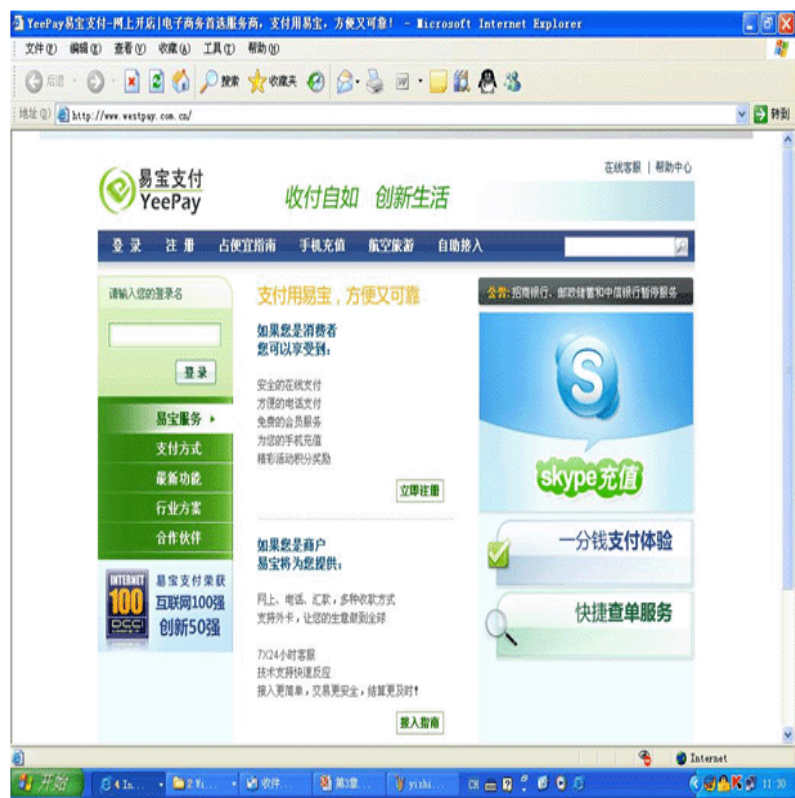 YeePay易宝支付-网上开店|电子商务首选服务商，支付用易宝，方便又可靠！ - Microsoft Internet Explorer
文件(F) 编辑(E) 查看(V) 收藏(A) 工具(T) 帮助(H)
后退 搜索 收藏夹
地址(D) http://www.westpay.com.cn/ 转到
在线客服 | 帮助中心
易宝支付
YeePay
收付自如 创新生活
登录 注册 占便宜指南 手机充值 航空旅游 自助接入
请输入您的登录名
登录
易宝服务
支付方式
最新功能
行业方案
合作伙伴
INTERNET
100
DCCI
易宝支付荣获
互联网100强
创新50强
支付用易宝，方便又可靠
如果您是消费者
您可以享受到：
安全的在线支付
方便的电话支付
免费的会员服务
为您的手机充值
精彩活动积分奖励
立即注册
如果您是商户
易宝将为您提供：
网上、电话、汇款，多种收款方式
支持外卡，让您的生意做到全球
7X24小时客服
技术支持快速反应
接入更简单，交易更安全，结算更及时！
接入指南
公告：招商银行、邮政储蓄和中信银行暂停服务
S
skype充值
一分钱支付体验
快捷查单服务
Internet
开始 4 In... 2 Wi... 收件... 第3章... yizhi... CH 11:30